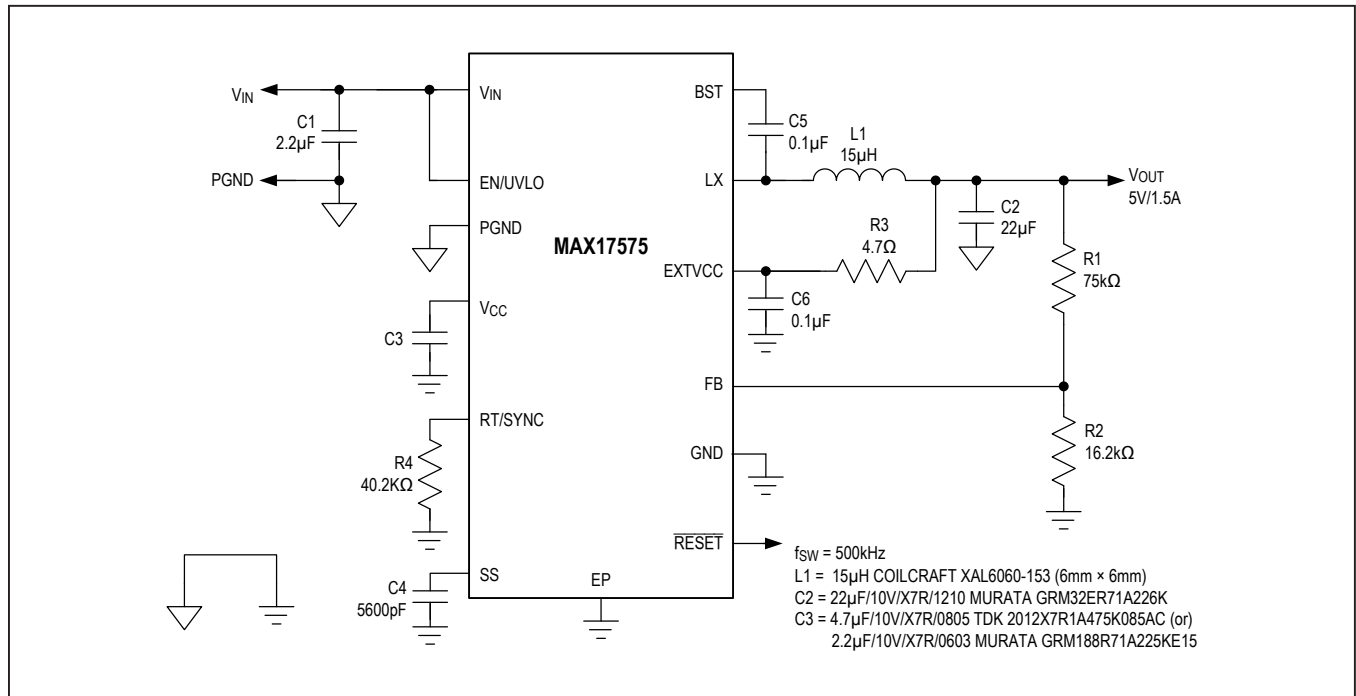 VIN
C1
2.2µF
PGND
VIN
EN/UVLO
PGND
VCC
C3
RT/SYNC
R4
40.2KΩ
SS
C4
5600pF
MAX17575
EP
BST
C5
0.1µF
LX
L1
15µH
VOUT
5V/1.5A
C2
22µF
R3
4.7Ω
EXTVCC
C6
0.1µF
R1
75kΩ
FB
R2
16.2kΩ
GND
RESET
fSW = 500kHz
L1 = 15µH COILCRAFT XAL6060-153 (6mm × 6mm)
C2 = 22µF/10V/X7R/1210 MURATA GRM32ER71A226K
C3 = 4.7µF/10V/X7R/0805 TDK 2012X7R1A475K085AC (or)
2.2µF/10V/X7R/0603 MURATA GRM188R71A225KE15